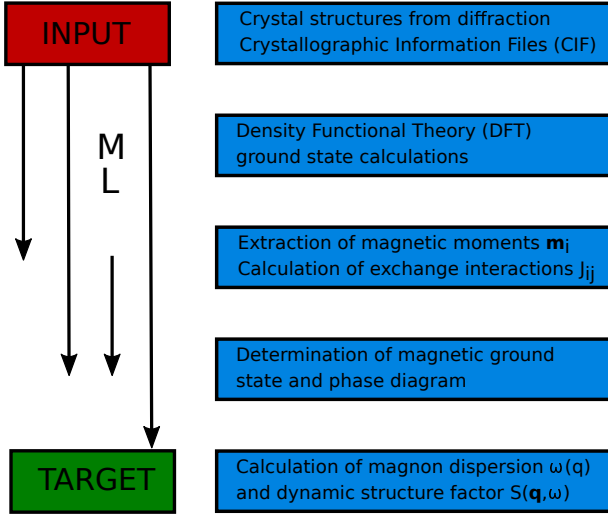 INPUT
Crystal structures from diffraction
Crystallographic Information Files (CIF)
Density Functional Theory (DFT)
ground state calculations
M
L
Extraction of magnetic moments mi
Calculation of exchange interactions Jij
Determination of magnetic ground
state and phase diagram
TARGET
Calculation of magnon dispersion ω(q)
and dynamic structure factor S(q,ω)